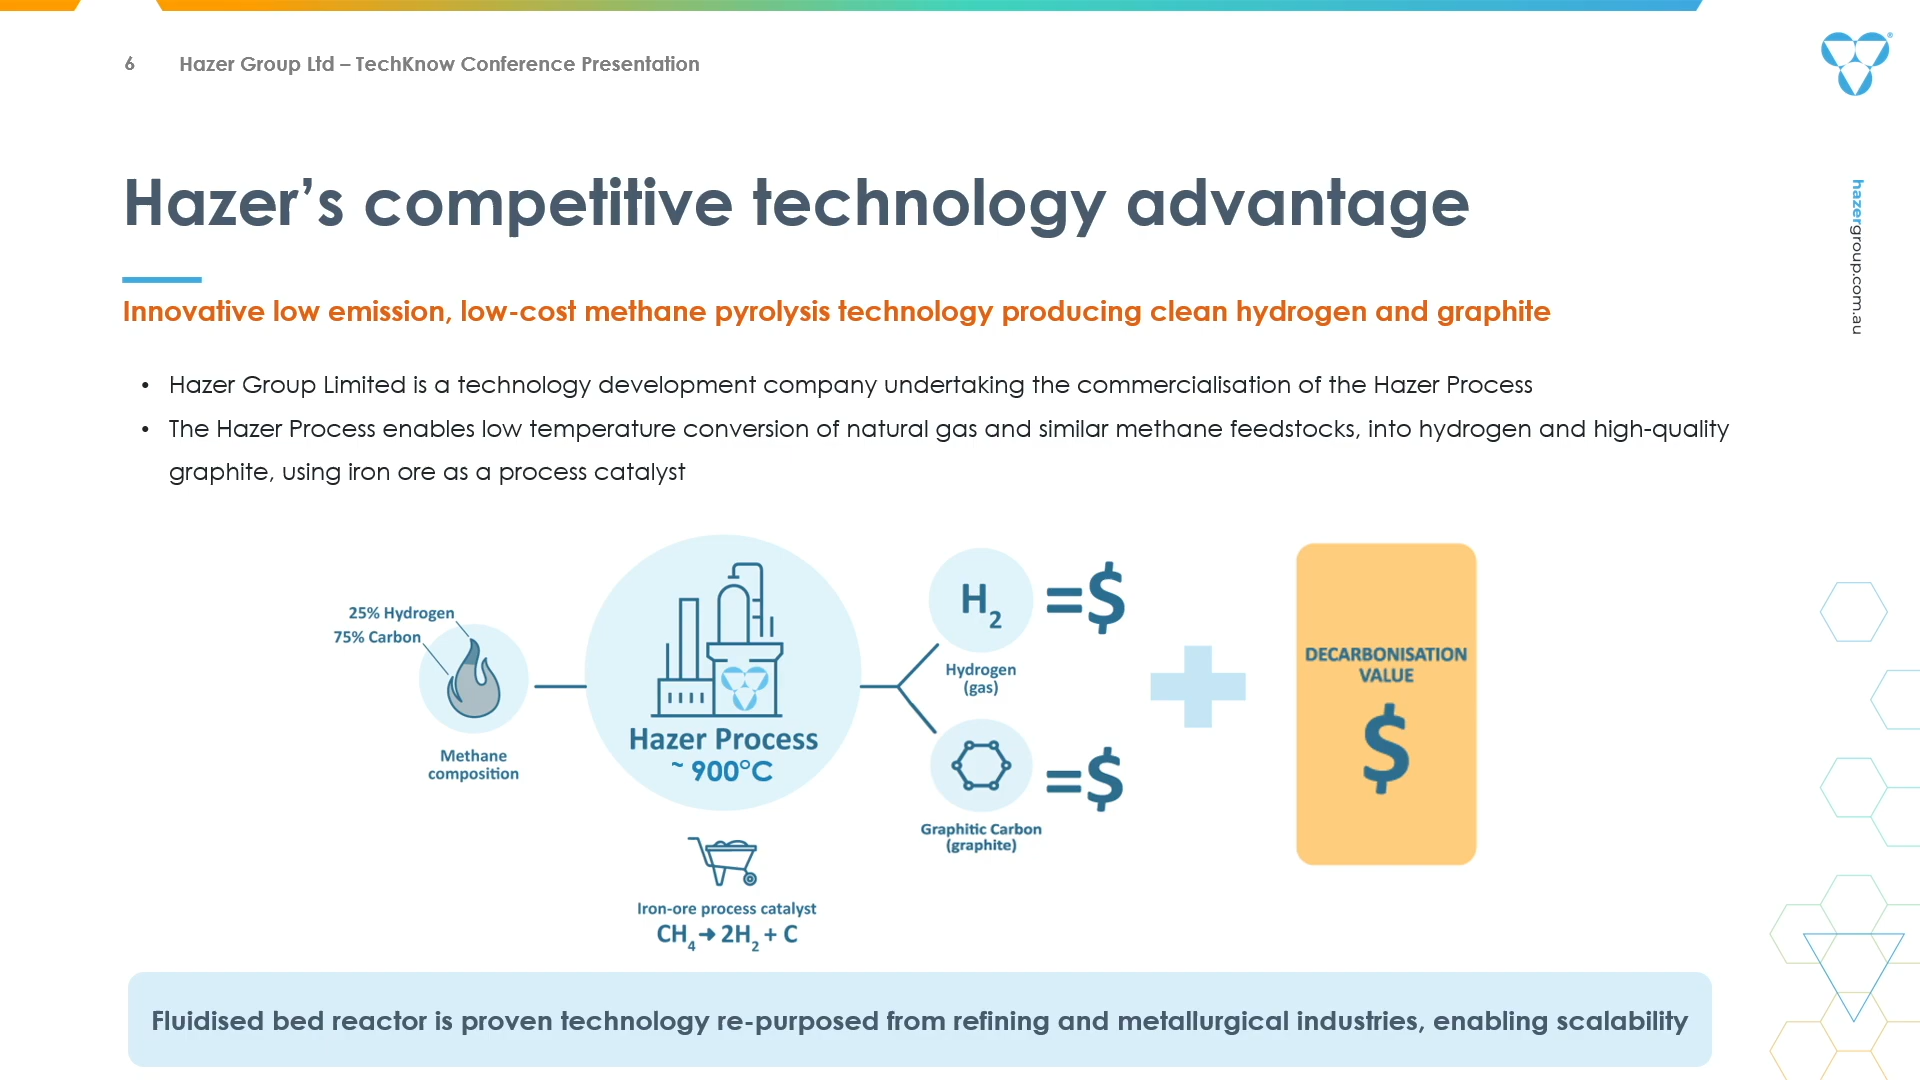 6 Hazer Group Ltd – TechKnow Conference Presentation
hazergroup.com.au
Hazer’s competitive technology advantage
Innovative low emission, low-cost methane pyrolysis technology producing clean hydrogen and graphite
• Hazer Group Limited is a technology development company undertaking the commercialisation of the Hazer Process
• The Hazer Process enables low temperature conversion of natural gas and similar methane feedstocks, into hydrogen and high-quality
graphite, using iron ore as a process catalyst
25% Hydrogen
75% Carbon
Methane
composition
Hazer Process
~ 900°C
Iron-ore process catalyst
CH₄ → 2H₂ + C
H₂ =$
Hydrogen
(gas)
=$
Graphitic Carbon
(graphite)
DECARBONISATION
VALUE
$
Fluidised bed reactor is proven technology re-purposed from refining and metallurgical industries, enabling scalability